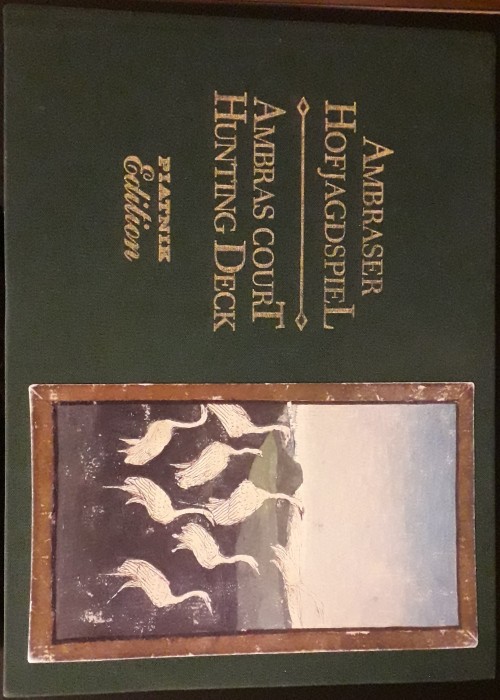 AMBRASER
HOFJAGDSPIEL
AMBRAS COURT
HUNTING DECK
PIATNIK
Edition